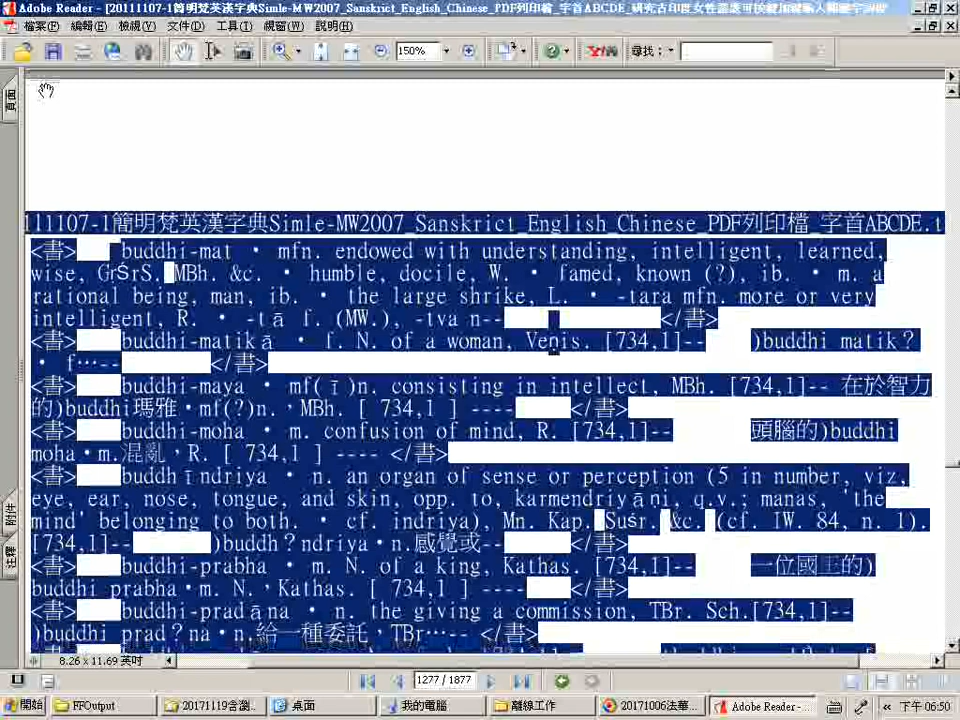 Adobe Reader - [20111107-1簡明梵英漢字典Simle-MW2007_Sanskrict_English_Chinese_PDF列印檔_字首ABCDE_研究古印度女性
檔案(F) 編輯(E) 檢視(V) 文件(D) 工具(T) 視窗(W) 說明(H)
150% 尋找:
頁面
111107-1簡明梵英漢字典Simle-MW2007_Sanskrict_English_Chinese_PDF列印檔_字首ABCDE.t
<書> buddhi-mat • mfn. endowed with understanding, intelligent, learned,
wise, GṛŚrS. MBh. &c. • humble, docile, W. • famed, known (?), ib. • m. a
rational being, man, ib. • the large shrike, L. • -tara mfn. more or very
intelligent, R. • -tā f. (MW.), -tva n-- </書>
<書> buddhi-matikā • f. N. of a woman, Veṇis. [734,1]-- )buddhi matik?
• f…-- </書>
<書> buddhi-maya • mf(ī)n. consisting in intellect, MBh. [734,1]-- 在於智力
的)buddhi瑪雅•mf(?)n.，MBh. [ 734,1 ] ---- </書>
<書> buddhi-moha • m. confusion of mind, R. [734,1]-- 頭腦的)buddhi
moha•m.混亂，R. [ 734,1 ] ---- </書>
<書> buddhīndriya • n. an organ of sense or perception (5 in number, viz,
eye, ear, nose, tongue, and skin, opp. to, karmendriyāṇi, q.v.; manas, 'the
mind' belonging to both. • cf. indriya), Mn. Kap. Suśr. &c. (cf. IW. 84, n. 1).
[734,1]-- )buddh?ndriya•n.感覺或-- </書>
<書> buddhi-prabha • m. N. of a king, Kathas. [734,1]-- 一位國王的)
buddhi prabha•m. N.，Kathas. [ 734,1 ] ---- </書>
<書> buddhi-pradāna • n. the giving a commission, TBr. Sch.[734,1]--
)buddhi prad?na•n.給一種委託，TBr…-- </書>
附件
注釋
8.26 x 11.69 英吋
1277 / 1877
開始 FFOutput 20171119含瀏... 桌面 我的電腦 離線工作 20171006法華... Adobe Reader -... 下午 06:50